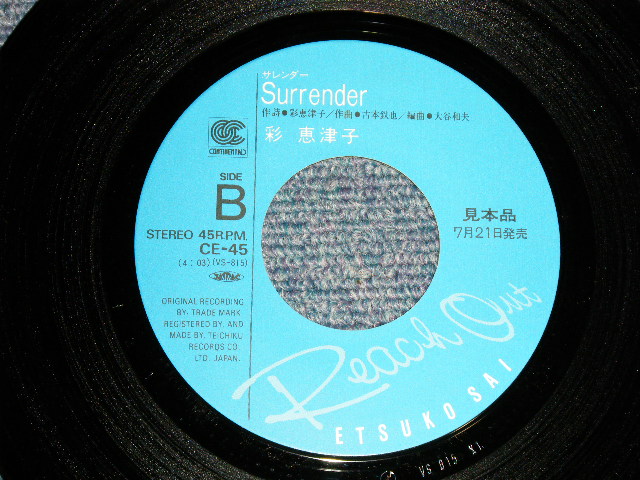 サレンダー
Surrender
作詩●彩恵津子/作曲●吉本鉄也/編曲●大谷和夫
彩 恵津子
CONTINENTAL
SIDE
B
STEREO 45R.P.M.
CE-45
(4:03)(VS-815)
見本品
7月21日発売
ORIGINAL RECORDING
BY. TRADE MARK
REGISTERED BY. AND
MADE BY. TEICHIKU
RECORDS CO.
LTD. JAPAN.
Reach Out
ETSUKO SAI
VS 815